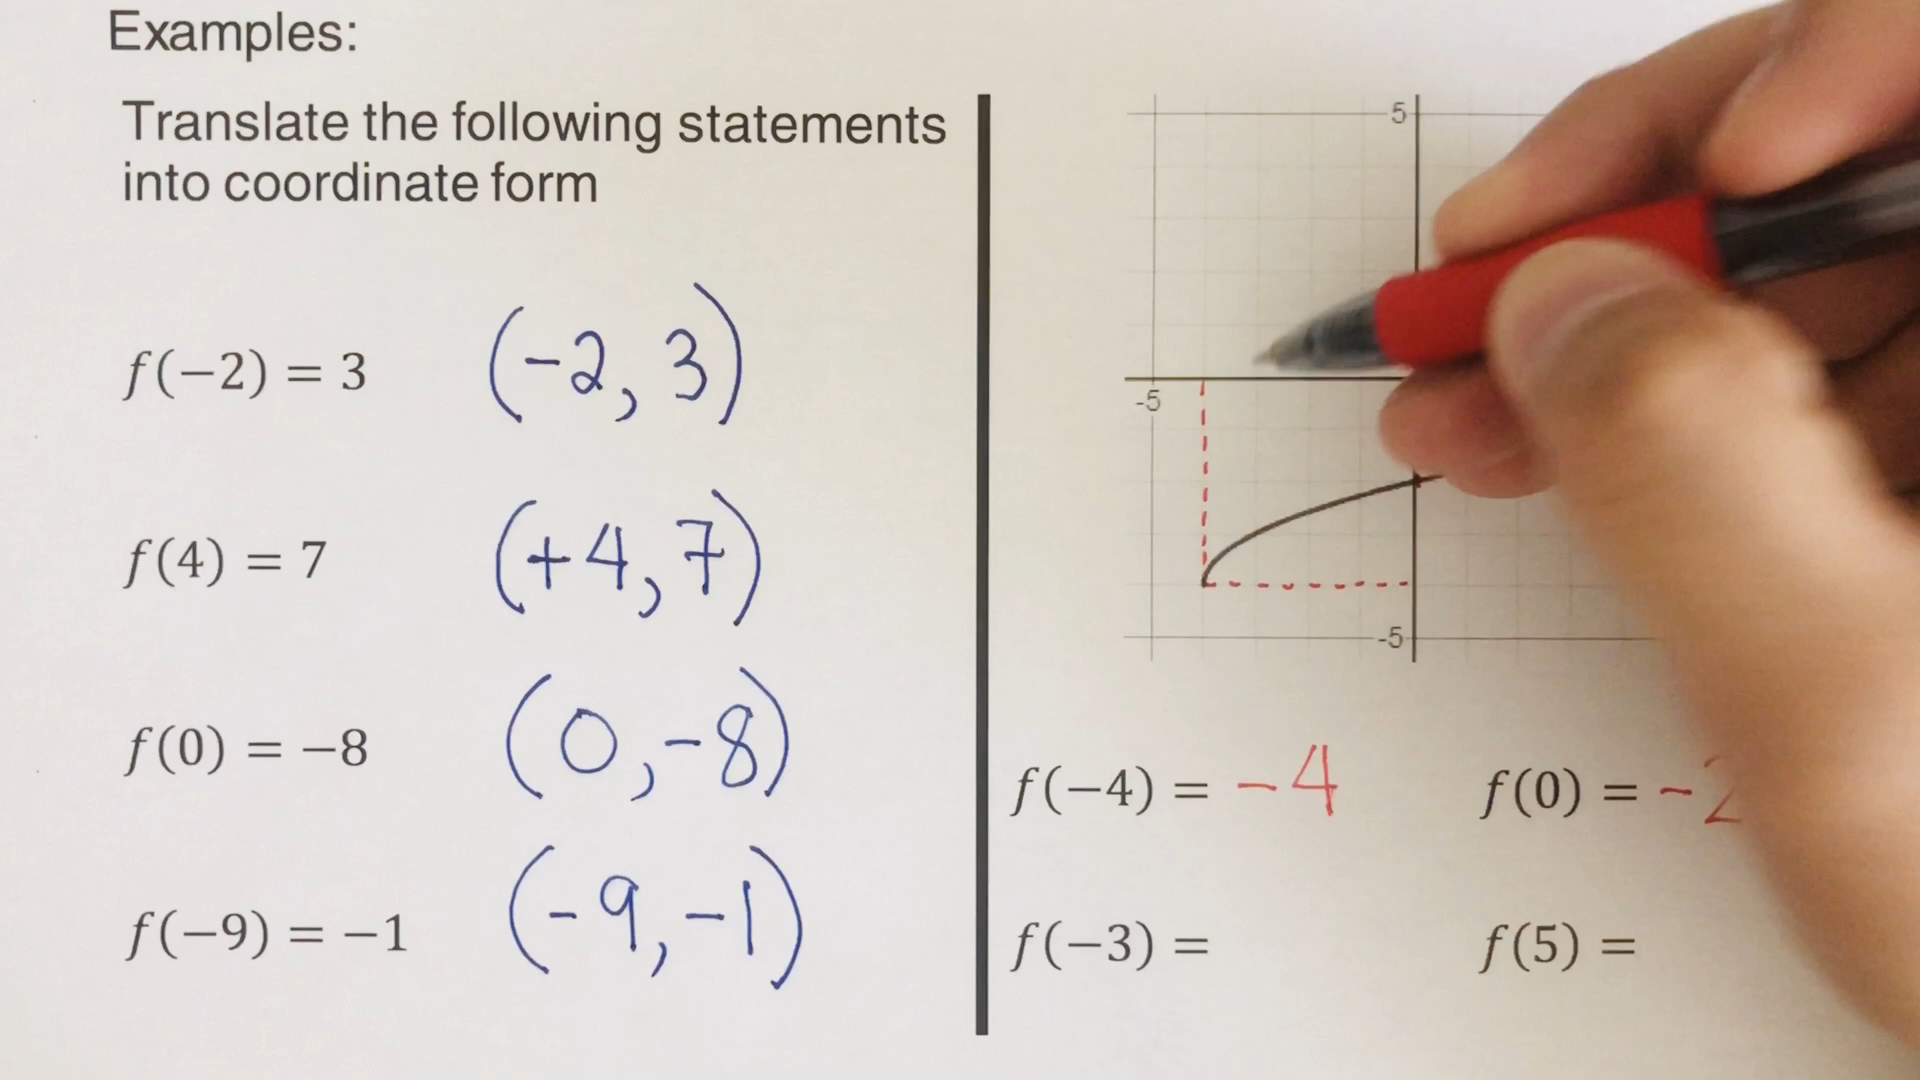 Examples:
Translate the following statements
into coordinate form
f(−2) = 3 (-2, 3)
f(4) = 7 (+4, 7)
f(0) = −8 (0, -8)
f(−9) = −1 (-9, -1)
5
-5
-5
f(−4) = -4 f(0) = -2
f(−3) = f(5) =